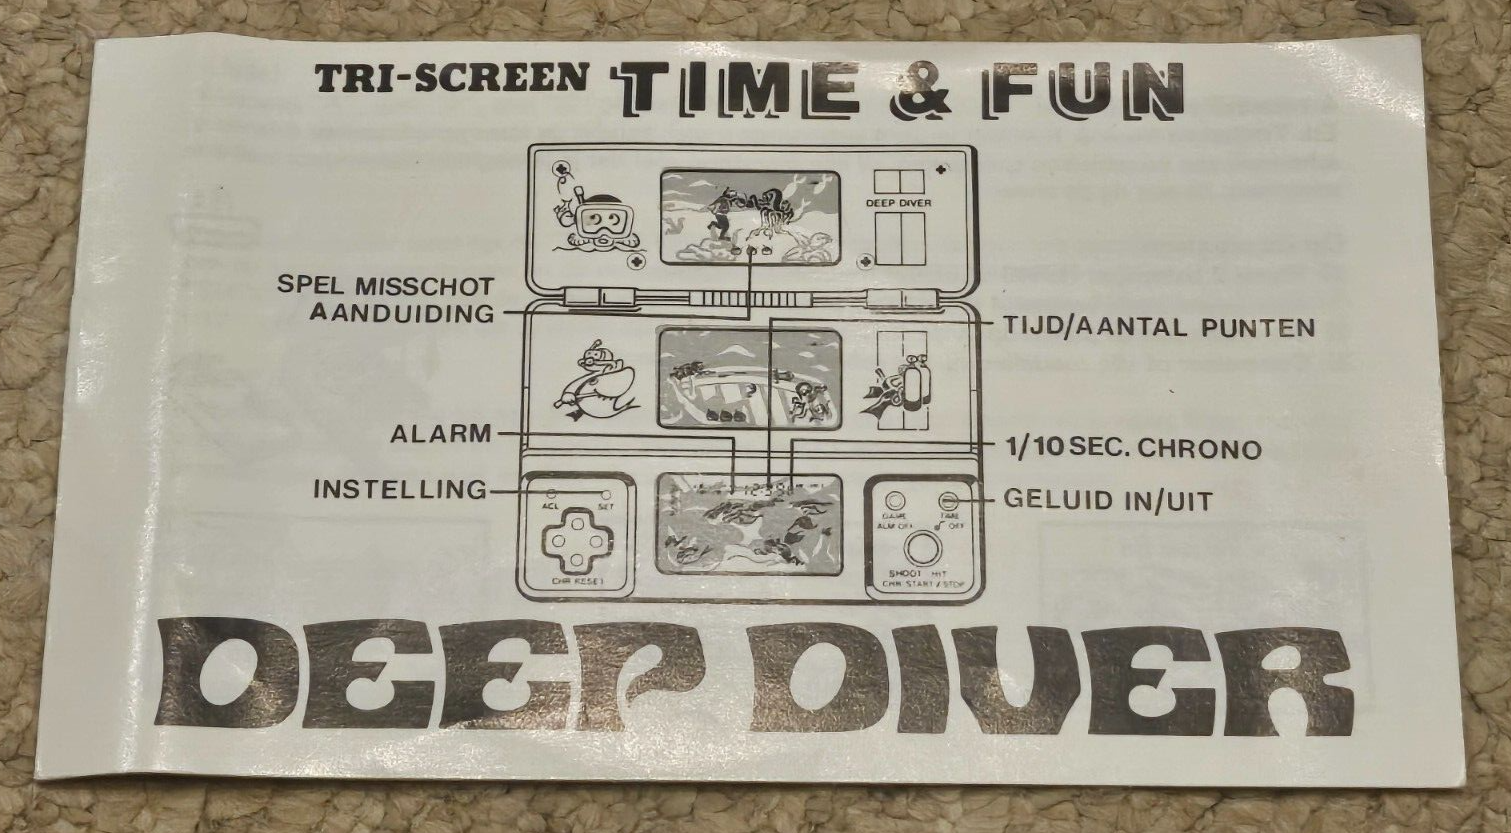 TRI-SCREEN TIME & FUN
DEEP DIVER
SPEL MISSCHOT
AANDUIDING
TIJD/AANTAL PUNTEN
ALARM
1/10 SEC. CHRONO
INSTELLING
GELUID IN/UIT
ACL SET
GAME TIME
ALM OFF OFF
CHR RESET
SHOOT HIT
CHR START / STOP
DEEP DIVER